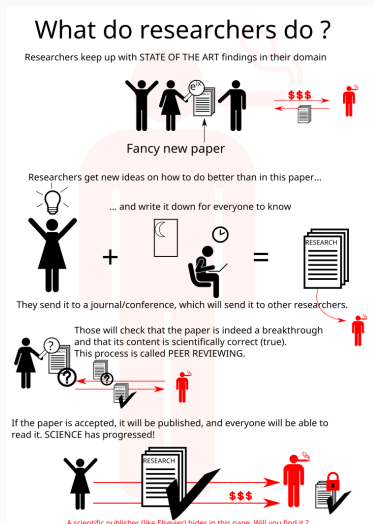 What do researchers do ?
Researchers keep up with STATE OF THE ART findings in their domain
$$$
Fancy new paper
Researchers get new ideas on how to do better than in this paper...
... and write it down for everyone to know
+
=
RESEARCH
They send it to a journal/conference, which will send it to other researchers.
Those will check that the paper is indeed a breakthrough
and that its content is scientifically correct (true).
This process is called PEER REVIEWING.
?
?
?
If the paper is accepted, it will be published, and everyone will be able to
read it. SCIENCE has progressed!
RESEARCH
$$$
A scientific publisher (like Elsevier) hides in this page. Will you find it ?